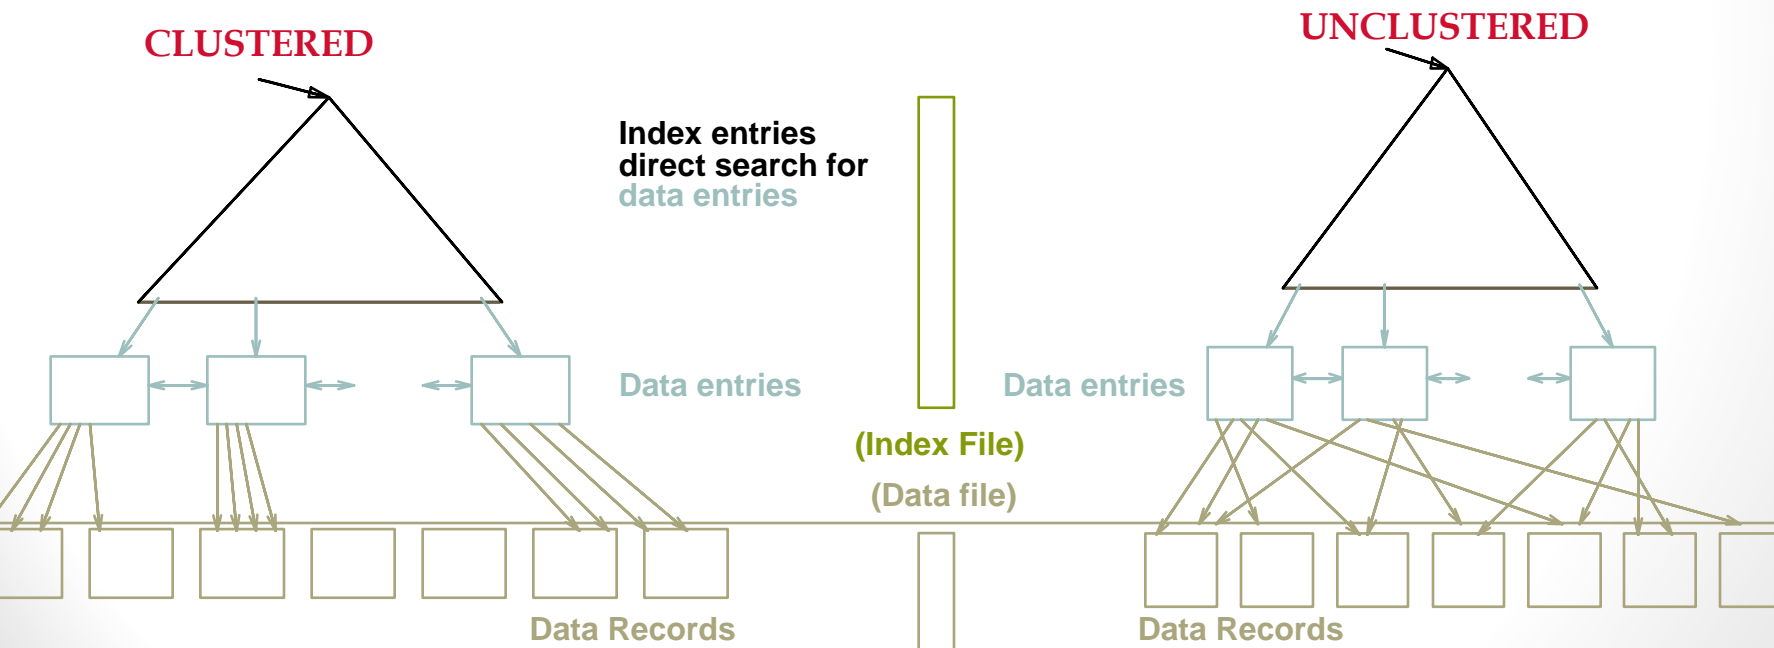 CLUSTERED
UNCLUSTERED
Index entries
direct search for
data entries
Data entries
Data entries
(Index File)
(Data file)
Data Records
Data Records